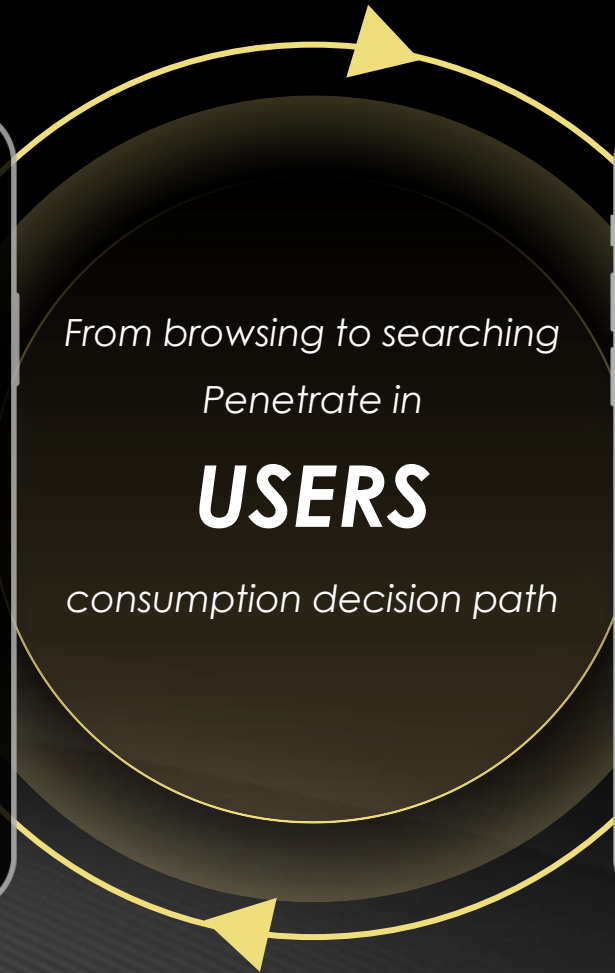 From browsing to searching
Penetrate in
USERS
consumption decision path